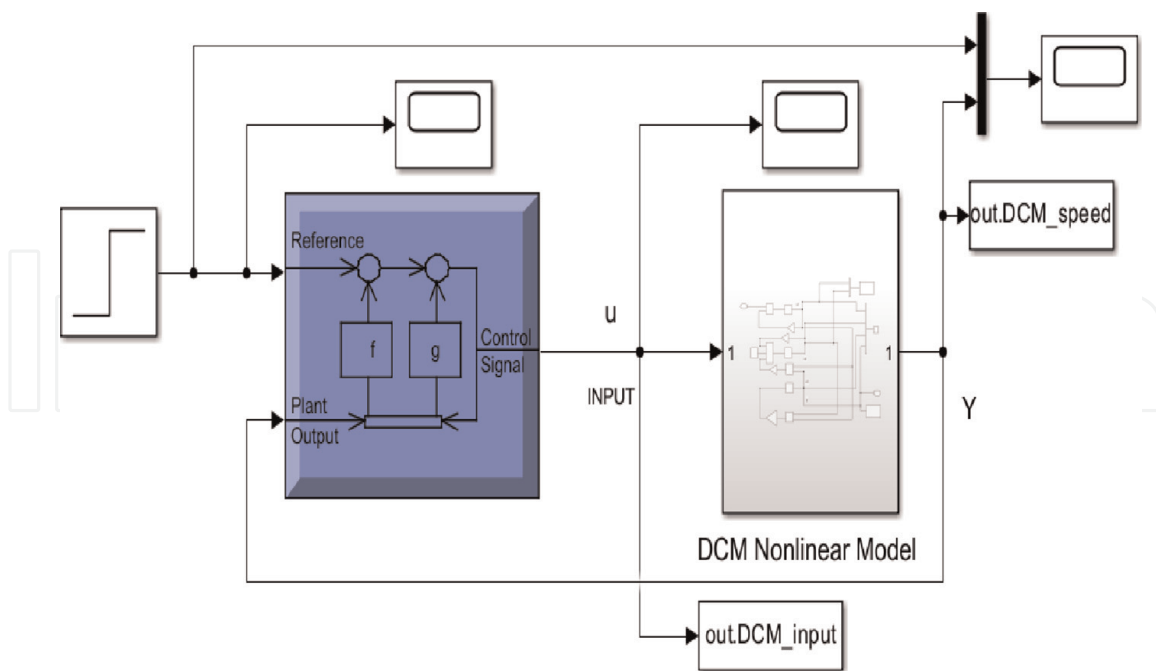 out.DCM_speed
Reference
f
g
Control
Signal
Plant
Output
u
INPUT
1
1
Y
DCM Nonlinear Model
out.DCM_input